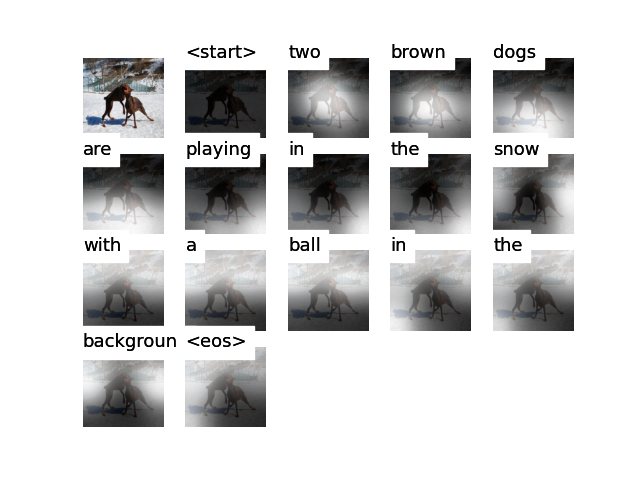 <start> two brown dogs
are playing in the snow
with a ball in the
backgroun <eos>